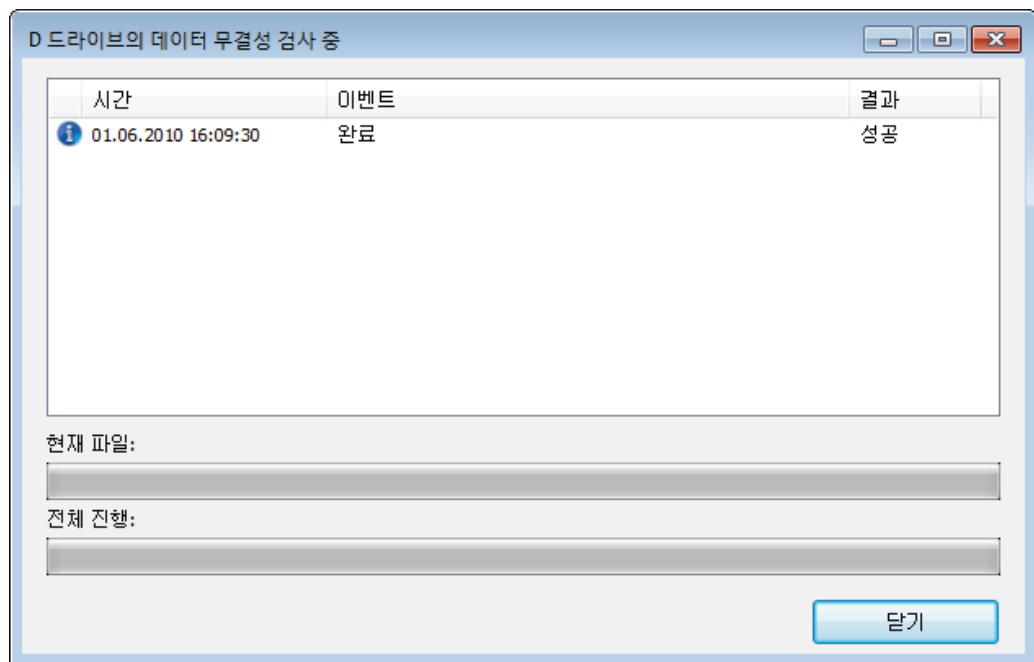 D 드라이브의 데이터 무결성 검사 중
시간 이벤트 결과
01.06.2010 16:09:30 완료 성공
현재 파일:
전체 진행:
닫기